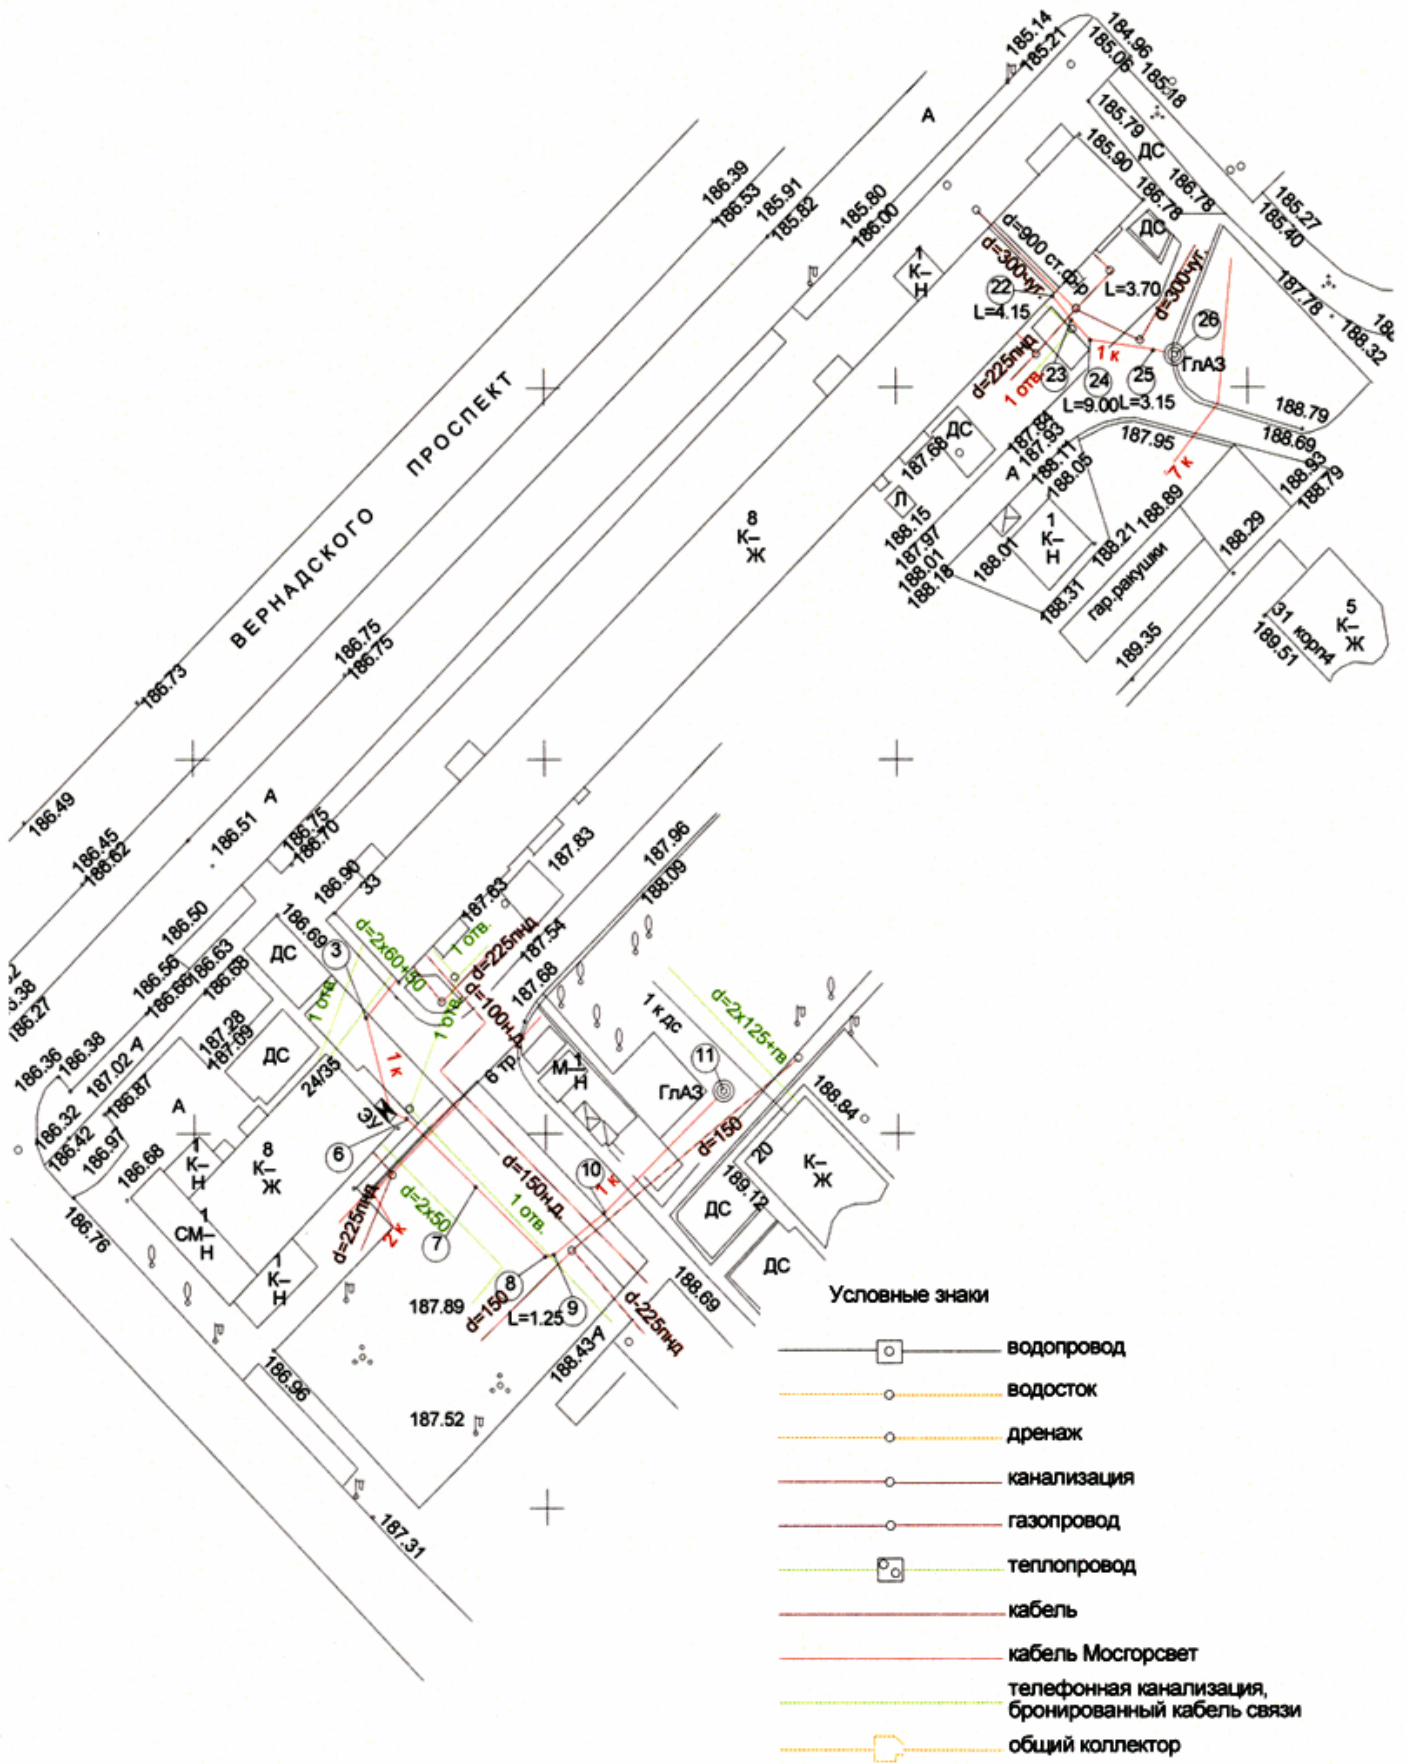 185.14
185.21
184.96
185.06
185.18
А
185.79
ДС
185.90
186.78
186.78
186.39
186.53
185.91
185.82
185.80
186.00
185.27
185.40
ДС
d=900 ст.ф-р
d=300чуг.
К-
Н
22
L=4.15
L=3.70
d=300чуг.
187.78
188.32
26
ГлАЗ
d=225пнд
1 отв.
23
1 к
24
25
L=9.00
L=3.15
188.79
188.69
187.95
7 к
188.93
188.79
ПРОСПЕКТ
ВЕРНАДСКОГО
ДС
187.68
187.84
187.93
А
188.11
188.05
Л
188.15
187.97
188.01
188.18
188.01
1
К-
Н
188.89
188.21
188.31
188.29
гар.ракушки
189.35
31 корп4
189.51
5
К-
Ж
8
К-
Ж
186.75
186.75
186.73
186.49
186.45
186.62
А
186.51
186.75
186.70
187.83
187.96
188.09
186.90
33
187.63
186.50
186.69
3
d=2х60+50
1 отв.
d=225пнд
187.54
ДС
186.56
186.66
186.63
186.68
186.38
186.27
1 отв.
1 отв.
d=100н.д.
187.68
1 к дс
d=2х125+гв
187.28
187.09
ДС
24/35
1 к
6 тр.
М-
1
Н
11
ГлАЗ
186.36
186.38
187.02
А
186.87
А
ЭУ
6
188.84
186.32
186.42
186.97
186.68
1
К-
Н
8
К-
Ж
d=150
20
К-
Ж
189.12
ДС
ДС
10
1 к
d=150н.д.
d=2х50
1 отв.
d=225пнд
2 к
7
186.76
1
СМ-
Н
1
К-
Н
187.89
8
9
d=150
L=1.25
d-225пнд
188.69
188.43
А
186.96
187.52
187.31
Условные знаки
водопровод
водосток
дренаж
канализация
газопровод
теплопровод
кабель
кабель Мосгорсвет
телефонная канализация,
бронированный кабель связи
общий коллектор